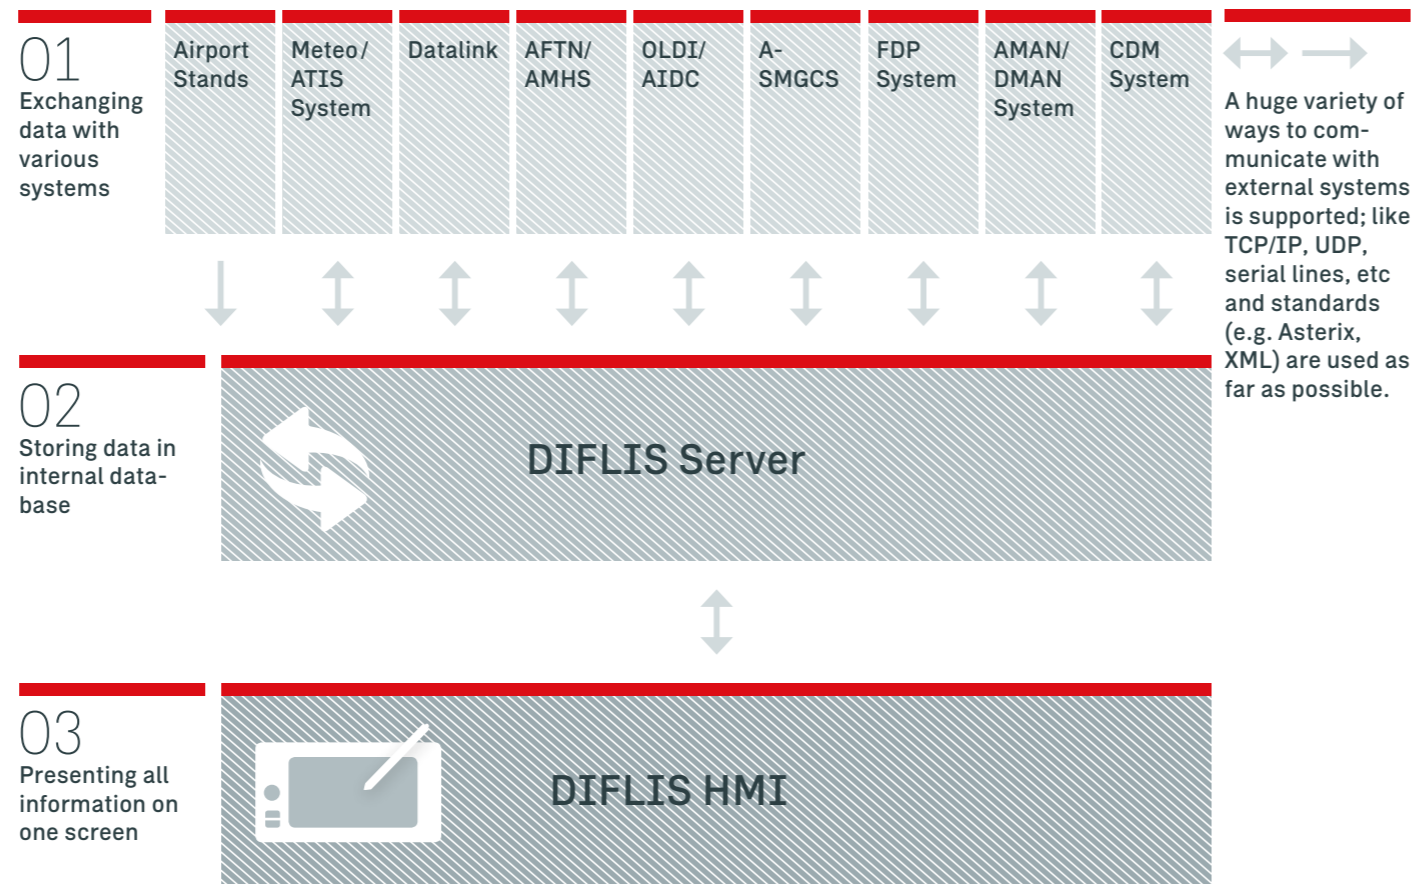 01
Exchanging
data with
various
systems
Airport
Stands
Meteo/
ATIS
System
Datalink
AFTN/
AMHS
OLDI/
AIDC
A-
SMGCS
FDP
System
AMAN/
DMAN
System
CDM
System
A huge variety of
ways to com-
municate with
external systems
is supported; like
TCP/IP, UDP,
serial lines, etc
and standards
(e.g. Asterix,
XML) are used as
far as possible.
02
Storing data in
internal data-
base
DIFLIS Server
03
Presenting all
information on
one screen
DIFLIS HMI